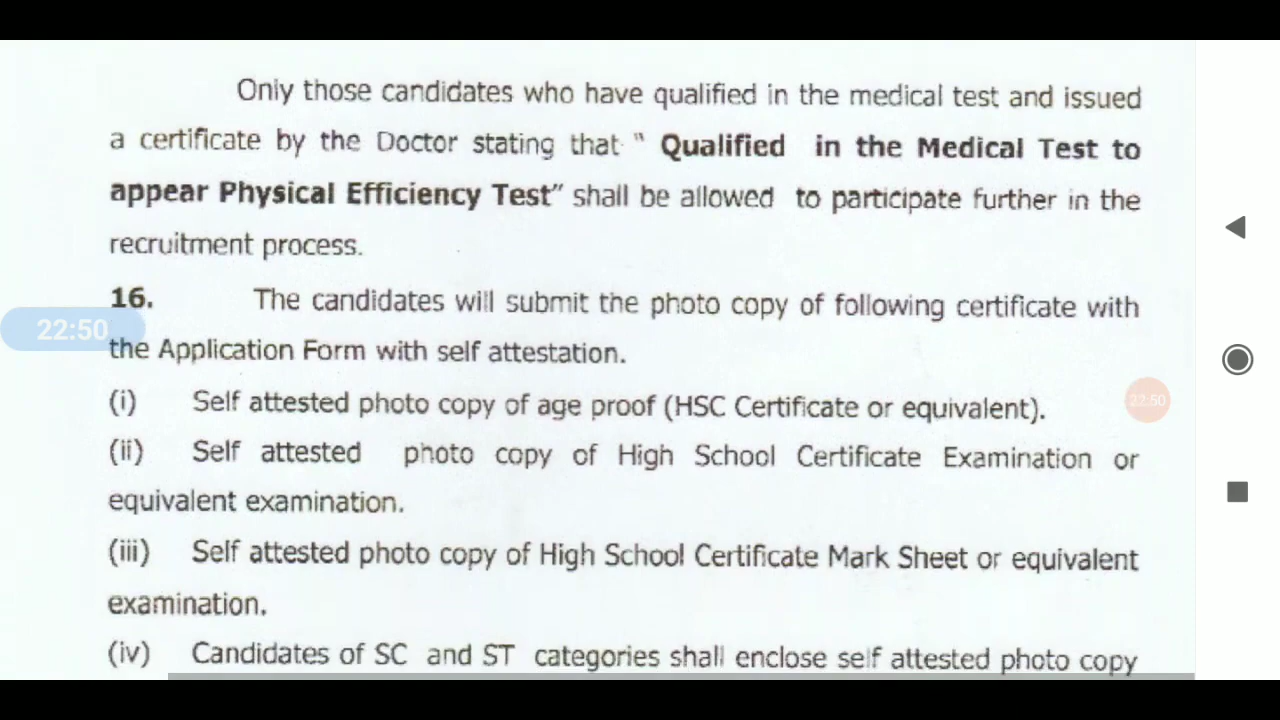 Only those candidates who have qualified in the medical test and issued
a certificate by the Doctor stating that " Qualified in the Medical Test to
appear Physical Efficiency Test" shall be allowed to participate further in the
recruitment process.
16. The candidates will submit the photo copy of following certificate with
22:50
the Application Form with self attestation.
(i) Self attested photo copy of age proof (HSC Certificate or equivalent).
22:50
(ii) Self attested photo copy of High School Certificate Examination or
equivalent examination.
(iii) Self attested photo copy of High School Certificate Mark Sheet or equivalent
examination.
(iv) Candidates of SC and ST categories shall enclose self attested photo copy